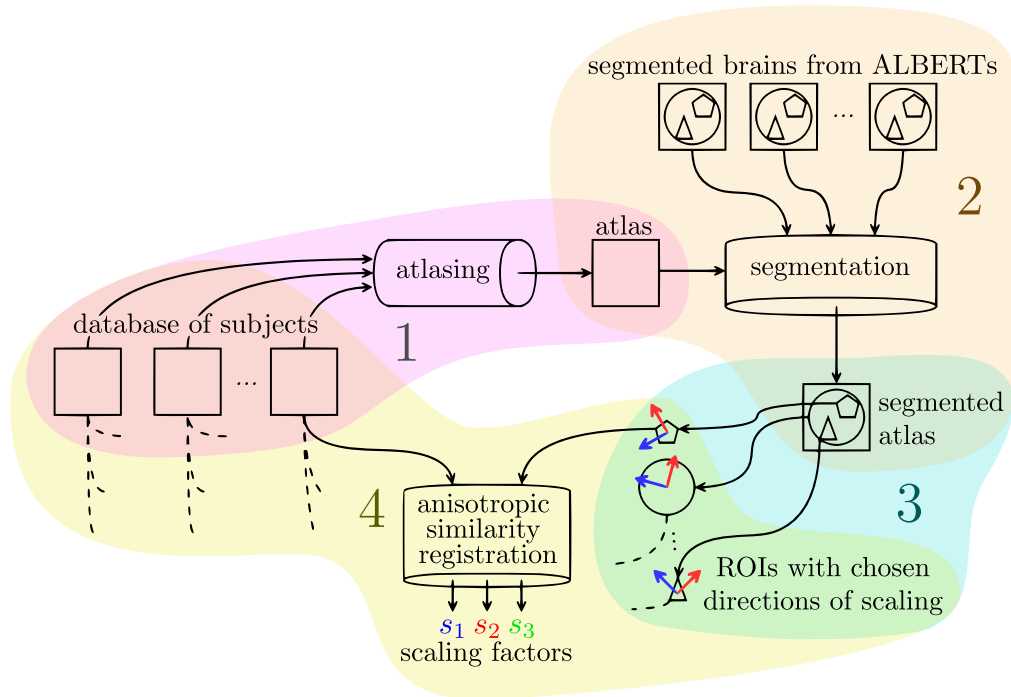 segmented brains from ALBERTs
...
2
atlas
atlasing
segmentation
database of subjects
1
...
segmented
atlas
3
4
anisotropic
similarity
registration
ROIs with chosen
directions of scaling
s1 s2 s3
scaling factors